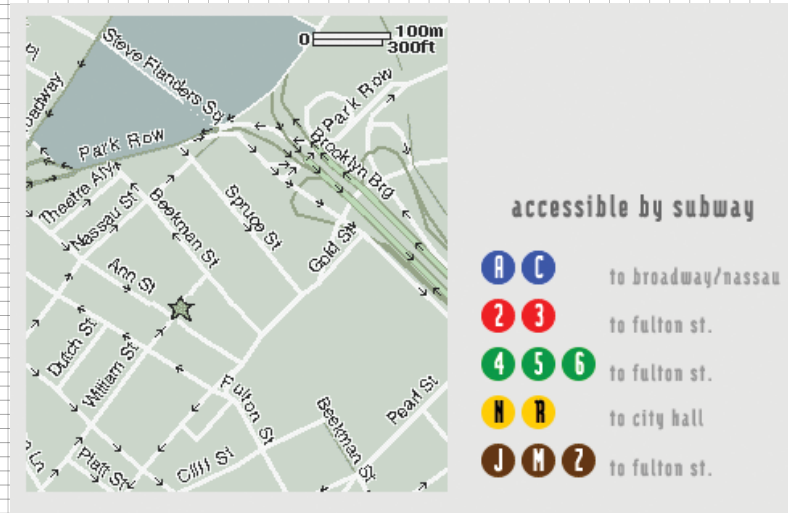 0 100m
300ft
Steve Flanders Sq
Park Row
Park Row
Brooklyn Brg
Theatre Aly
Nassau St
Beekman St
Spruce St
Gold St
Ann St
Dutch St
William St
Fulton St
Beekman St
Pearl St
Platt St
Cliff St
accessible by subway
A C to broadway/nassau
2 3 to fulton st.
4 5 6 to fulton st.
N R to city hall
J M Z to fulton st.